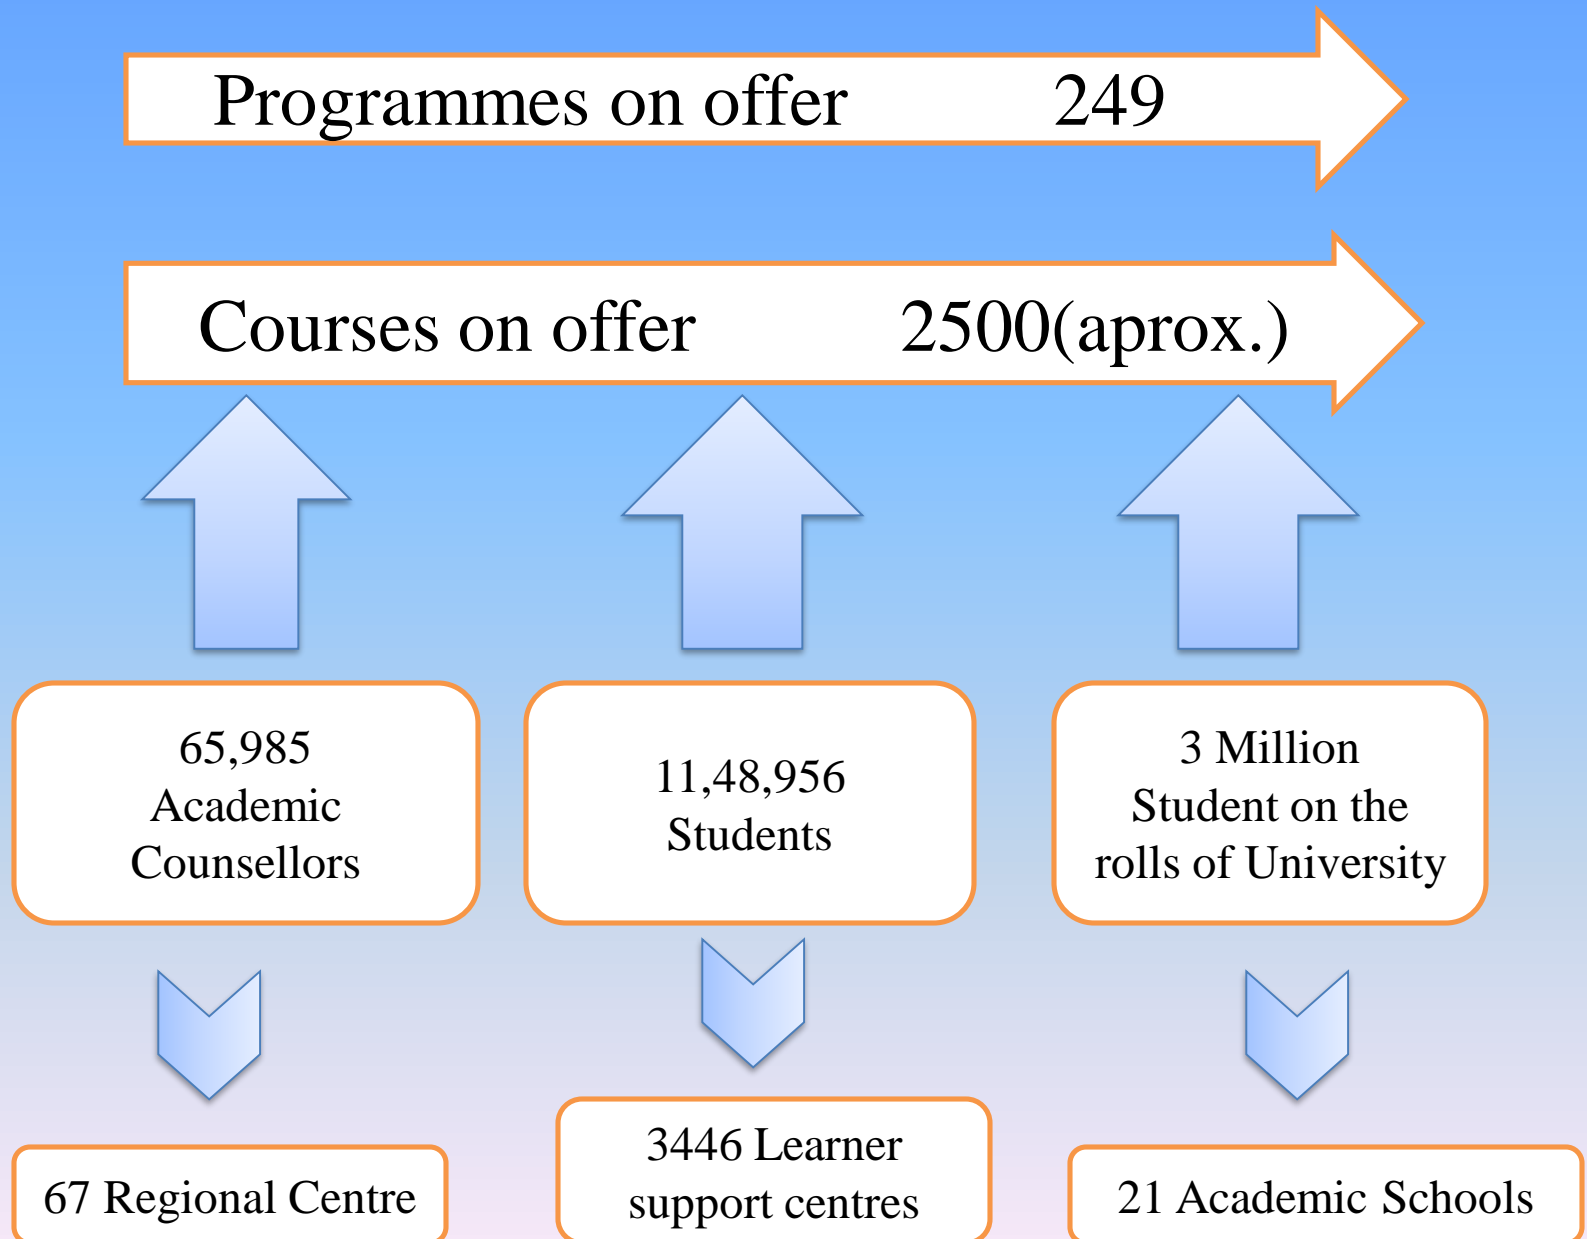 Programmes on offer 249
Courses on offer 2500(aprox.)
65,985
Academic
Counsellors
11,48,956
Students
3 Million
Student on the
rolls of University
67 Regional Centre
3446 Learner
support centres
21 Academic Schools